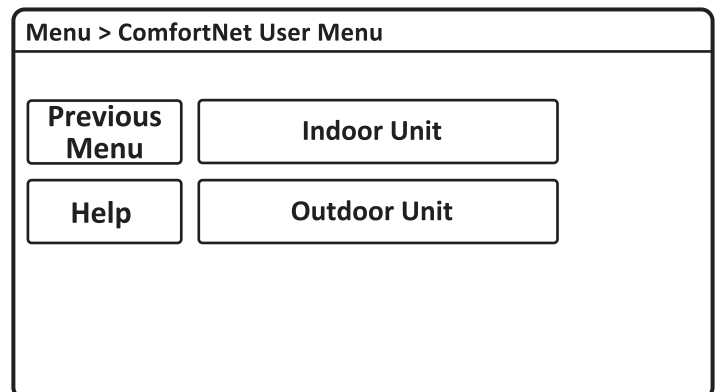 Menu > ComfortNet User Menu
Previous
Menu
Indoor Unit
Help
Outdoor Unit